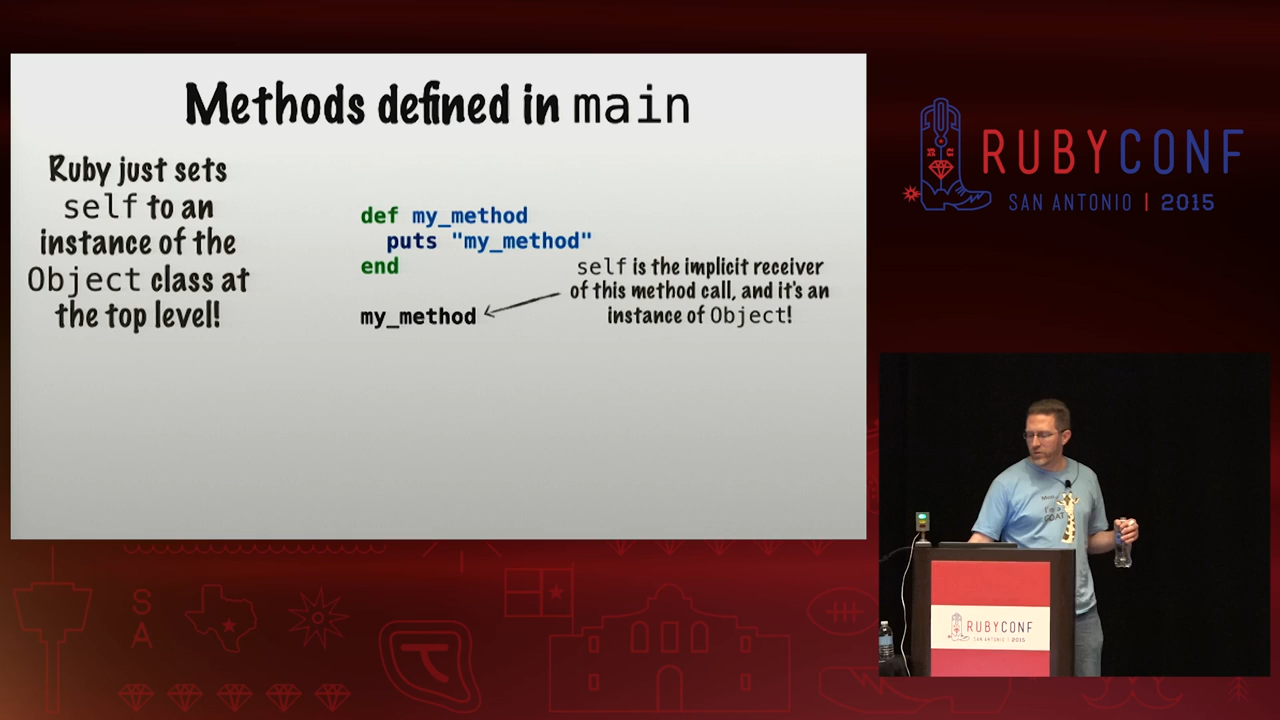 Methods defined in main
Ruby just sets
self to an
instance of the
Object class at
the top level!
def my_method
puts "my_method"
end
my_method
self is the implicit receiver
of this method call, and it's an
instance of Object!
RUBYCONF
SAN ANTONIO | 2015
S
A
I'm a
GOAT
RUBYCONF
SAN ANTONIO | 2015